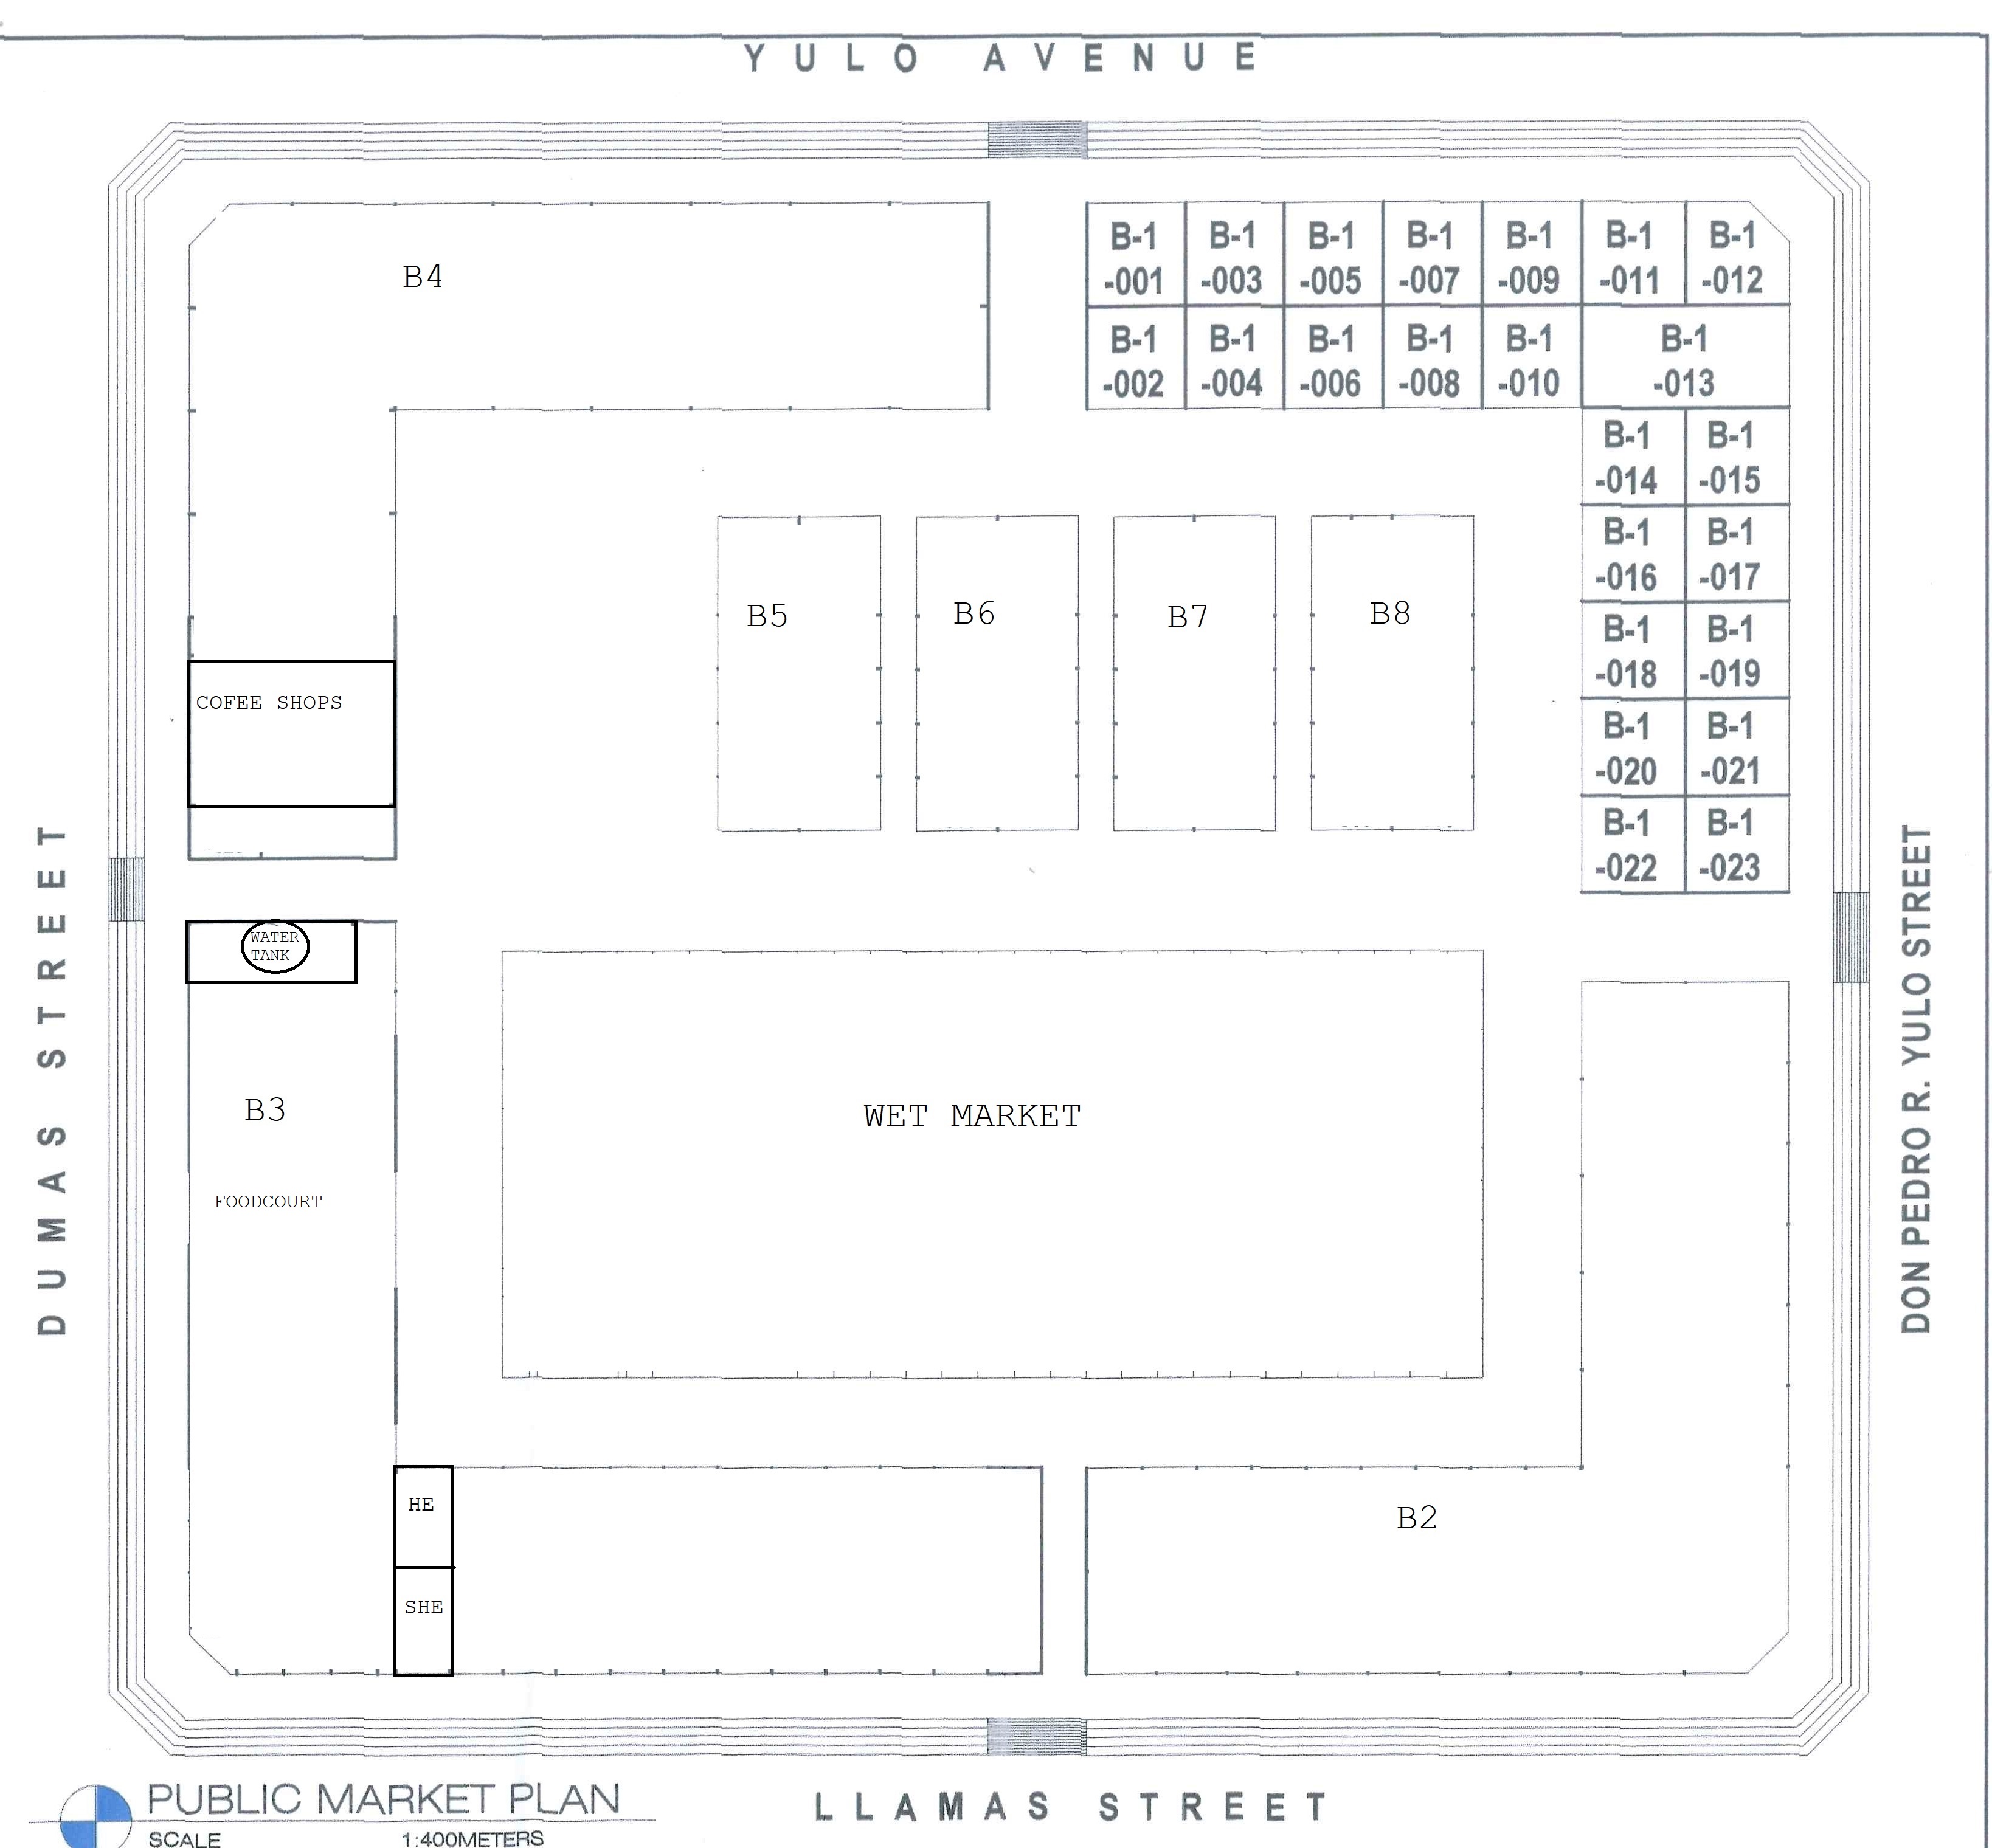 YULO AVENUE
B4
B-1 B-1 B-1 B-1 B-1 B-1 B-1
-001 -003 -005 -007 -009 -011 -012
B-1 B-1 B-1 B-1 B-1 B-1
-002 -004 -006 -008 -010 -013
B-1 B-1
-014 -015
B-1 B-1
-016 -017
B5 B6 B7 B8
B-1 B-1
-018 -019
COFEE SHOPS
B-1 B-1
-020 -021
B-1 B-1
-022 -023
DUMAS STREET
DON PEDRO R. YULO STREET
WATER
TANK
B3
WET MARKET
FOODCOURT
HE
B2
SHE
PUBLIC MARKET PLAN
SCALE 1:400METERS
LLAMAS STREET